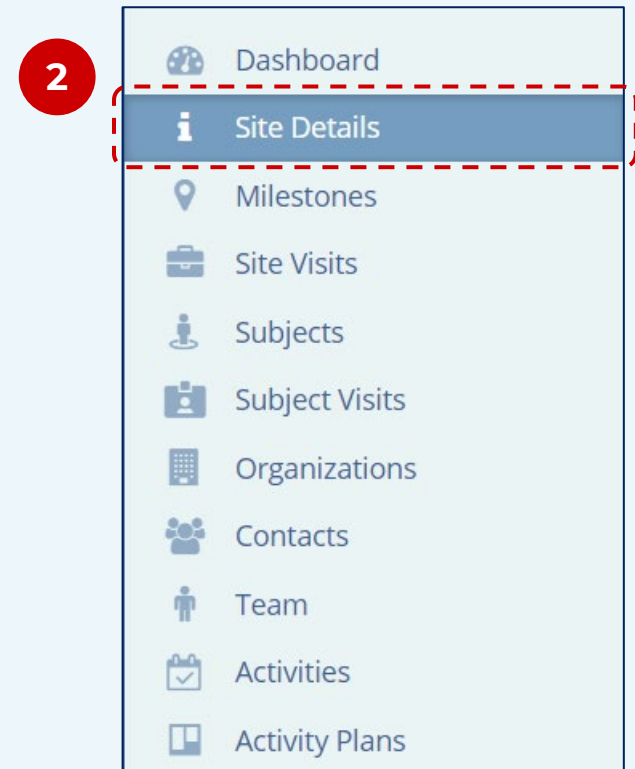 2
Dashboard
Site Details
Milestones
Site Visits
Subjects
Subject Visits
Organizations
Contacts
Team
Activities
Activity Plans